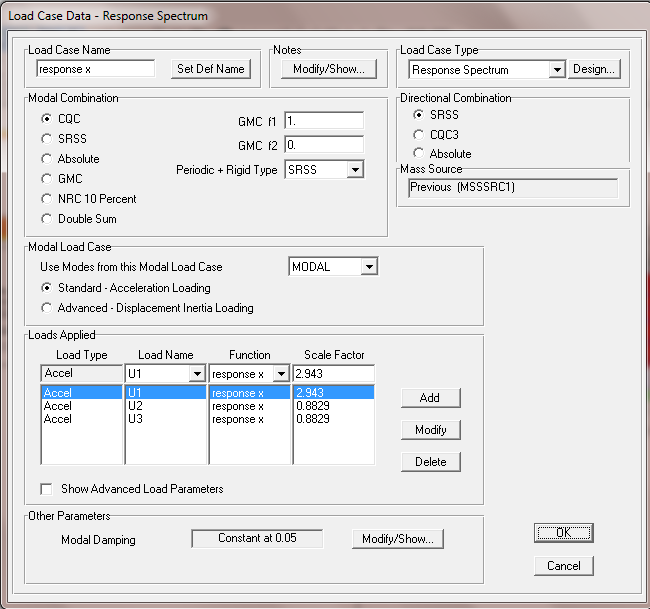 Load Case Data - Response Spectrum
Load Case Name
response x
Set Def Name
Notes
Modify/Show...
Load Case Type
Response Spectrum
Design...
Modal Combination
CQC
SRSS
Absolute
GMC
NRC 10 Percent
Double Sum
GMC f1
1.
GMC f2
0.
Periodic + Rigid Type
SRSS
Directional Combination
SRSS
CQC3
Absolute
Mass Source
Previous (MSSSRC1)
Modal Load Case
Use Modes from this Modal Load Case
MODAL
Standard - Acceleration Loading
Advanced - Displacement Inertia Loading
Loads Applied
Load Type Load Name Function Scale Factor
Accel U1 response x 2.943
Accel U1 response x 2.943
Accel U2 response x 0.8829
Accel U3 response x 0.8829
Add
Modify
Delete
Show Advanced Load Parameters
Other Parameters
Modal Damping
Constant at 0.05
Modify/Show...
OK
Cancel